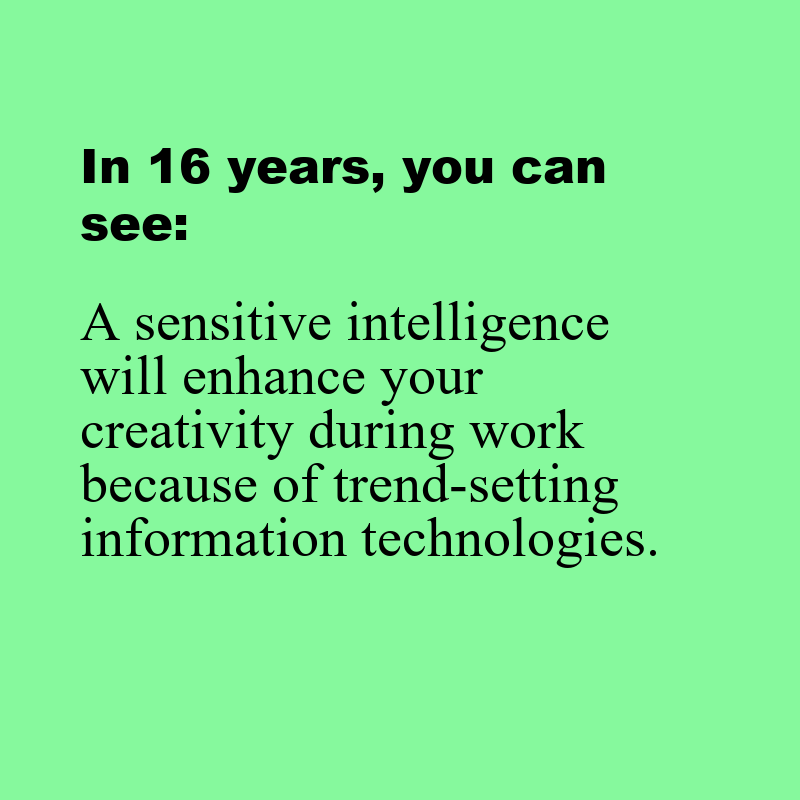 In 16 years, you can
see:
A sensitive intelligence
will enhance your
creativity during work
because of trend-setting
information technologies.